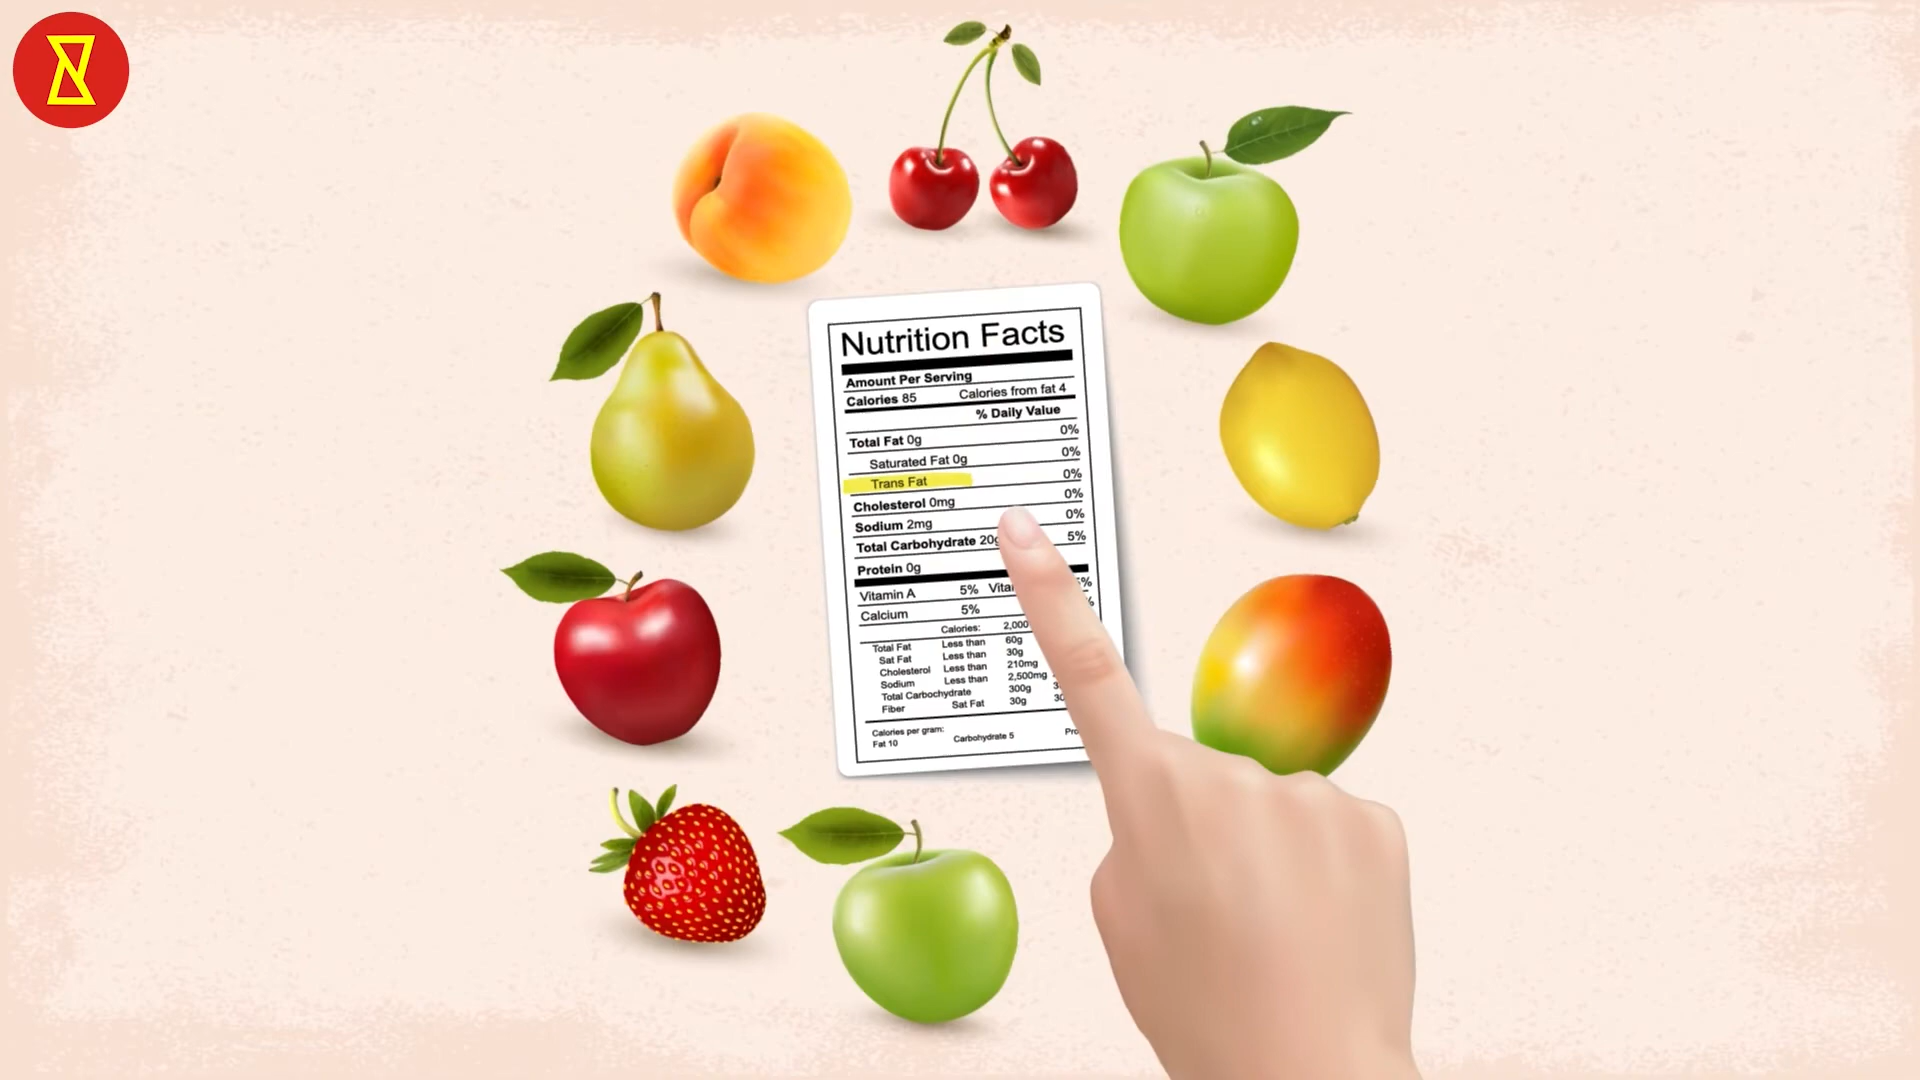 Nutrition Facts
Amount Per Serving
Calories 85 Calories from fat 4
% Daily Value
Total Fat 0g 0%
Saturated Fat 0g 0%
Trans Fat 0%
Cholesterol 0mg 0%
Sodium 2mg 0%
Total Carbohydrate 20g 5%
Protein 0g
Vitamin A 5%
Calcium 5%
Calories: 2,000
Total Fat Less than 60g
Sat Fat Less than 30g
Cholesterol Less than 210mg
Sodium Less than 2,500mg
Total Carbochydrate 300g
Fiber Sat Fat 30g
Calories per gram:
Fat 10 Carbohydrate 5